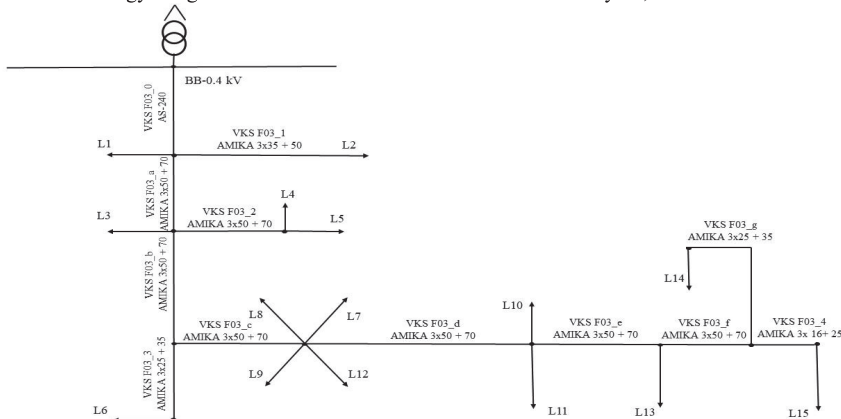 BB-0.4 kV
VKS F03_0
AS-240
L1
VKS F03_1
AMIKA 3x35 + 50
L2
VKS F03_a
AMIKA 3x50 + 70
L3
VKS F03_2
AMIKA 3x50 + 70
L4
L5
VKS F03_b
AMIKA 3x50 + 70
VKS F03_g
AMIKA 3x25 + 35
L14
L8
L7
L10
VKS F03_c
AMIKA 3x50 + 70
VKS F03_d
AMIKA 3x50 + 70
VKS F03_e
AMIKA 3x50 + 70
VKS F03_f
AMIKA 3x50 + 70
VKS F03_4
AMIKA 3x 16+ 25
VKS F03_3
AMIKA 3x25 + 35
L9
L12
L6
L11
L13
L15